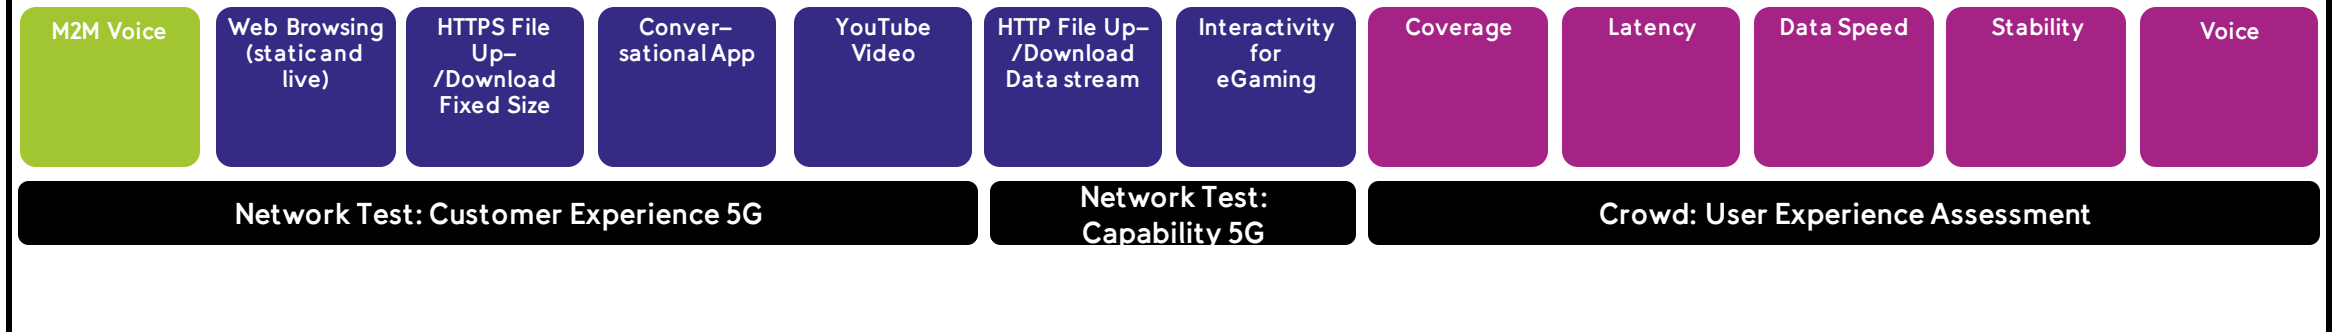 M2M Voice
Web Browsing
(static and
live)
HTTPS File
Up–
/Download
Fixed Size
Conver–
sational App
YouTube
Video
HTTP File Up–
/Download
Data stream
Interactivity
for
eGaming
Coverage
Latency
Data Speed
Stability
Voice
Network Test: Customer Experience 5G
Network Test:
Capability 5G
Crowd: User Experience Assessment